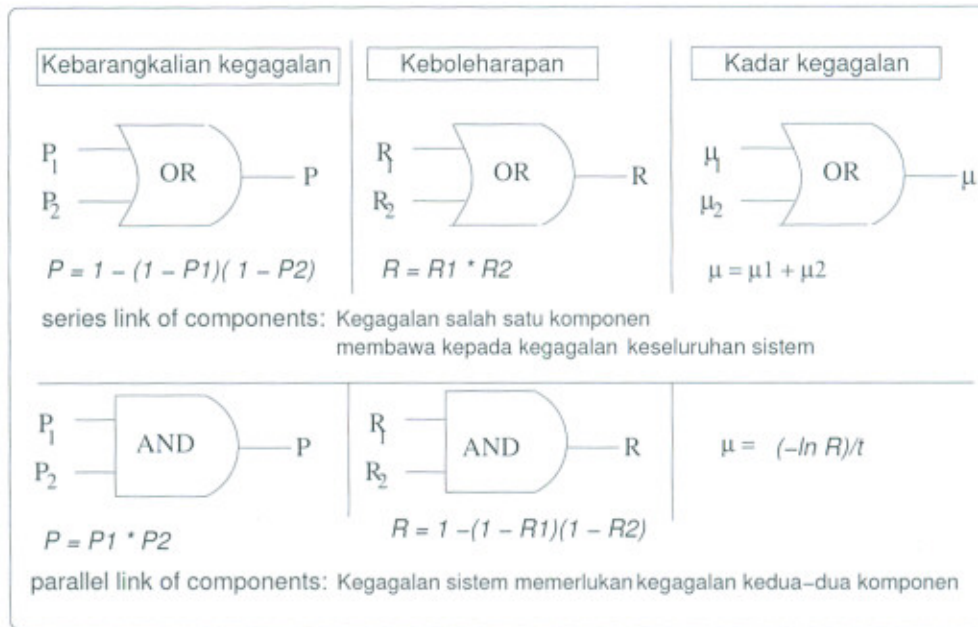 Kebarangkalian kegagalan
Keboleharapan
Kadar kegagalan
P1
P2
OR
P
R1
R2
OR
R
μ1
μ2
OR
μ
P = 1 – (1 – P1)( 1 – P2)
R = R1 * R2
μ = μ1 + μ2
series link of components: Kegagalan salah satu komponen
membawa kepada kegagalan keseluruhan sistem
P1
P2
AND
P
R1
R2
AND
R
μ = (–ln R)/t
P = P1 * P2
R = 1 –(1 – R1)(1 – R2)
parallel link of components: Kegagalan sistem memerlukan kegagalan kedua–dua komponen